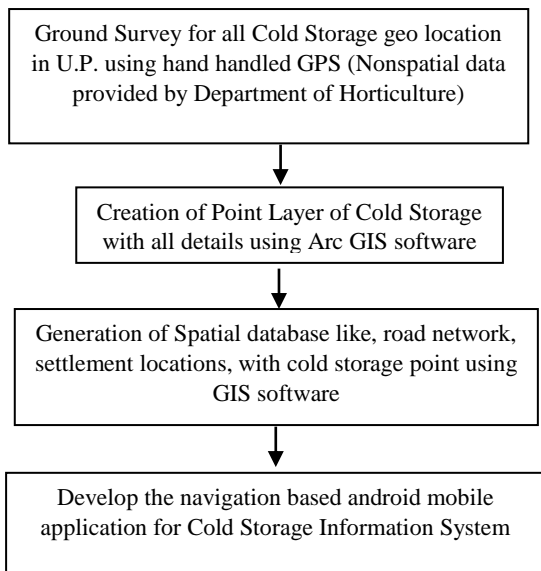 Ground Survey for all Cold Storage geo location
in U.P. using hand handled GPS (Nonspatial data
provided by Department of Horticulture)
Creation of Point Layer of Cold Storage
with all details using Arc GIS software
Generation of Spatial database like, road network,
settlement locations, with cold storage point using
GIS software
Develop the navigation based android mobile
application for Cold Storage Information System